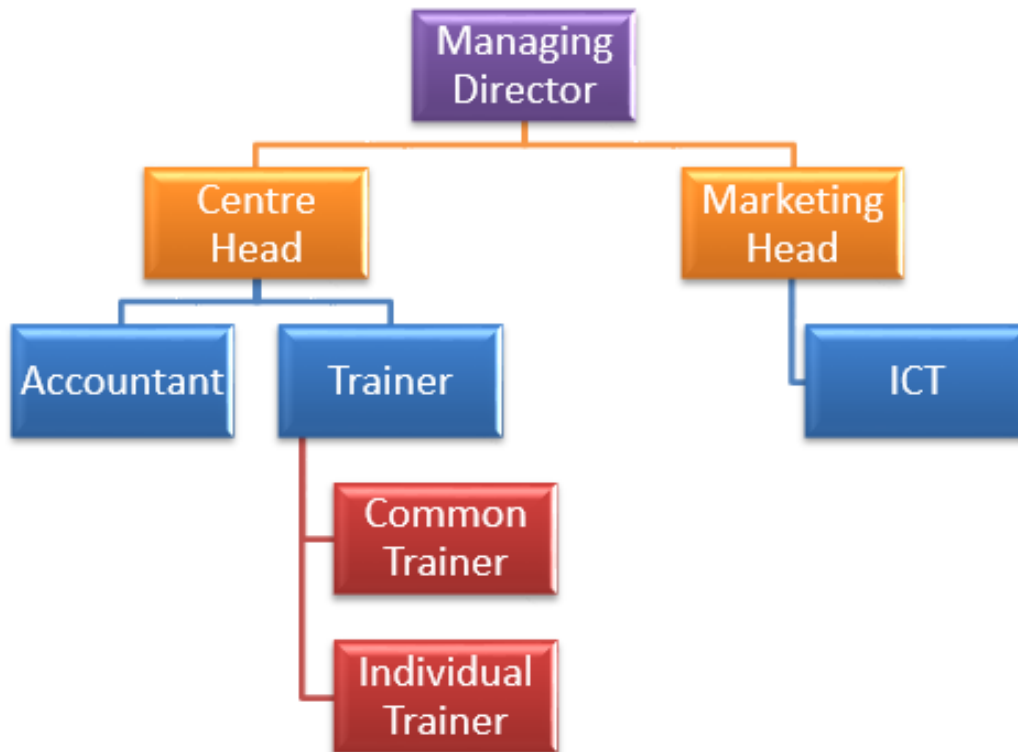 Managing
Director
Centre
Head
Marketing
Head
Accountant
Trainer
ICT
Common
Trainer
Individual
Trainer